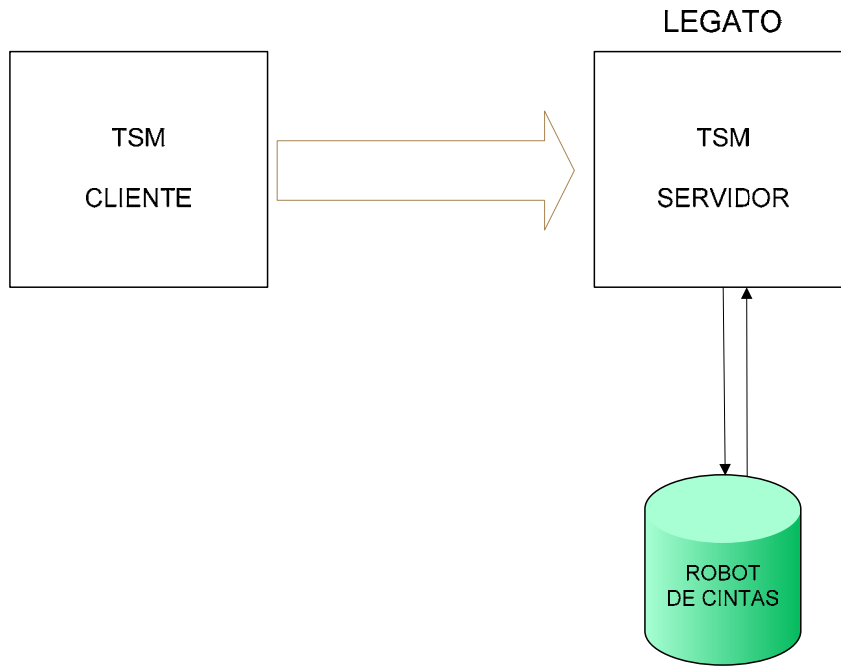 LEGATO
TSM
CLIENTE
TSM
SERVIDOR
ROBOT
DE CINTAS